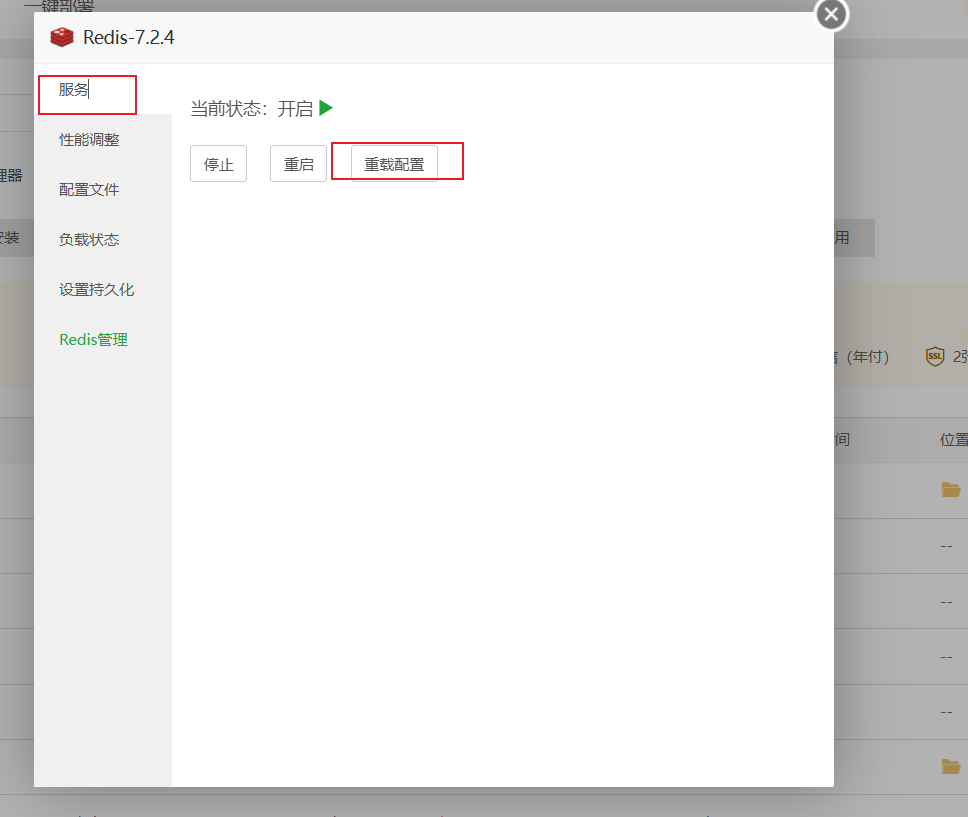 一键部署
Redis-7.2.4
服务
当前状态：开启
性能调整
停止
重启
重载配置
理器
配置文件
安装
负载状态
用
设置持久化
Redis管理
（年付）
SSL
2张
间
位置
--
--
--
--